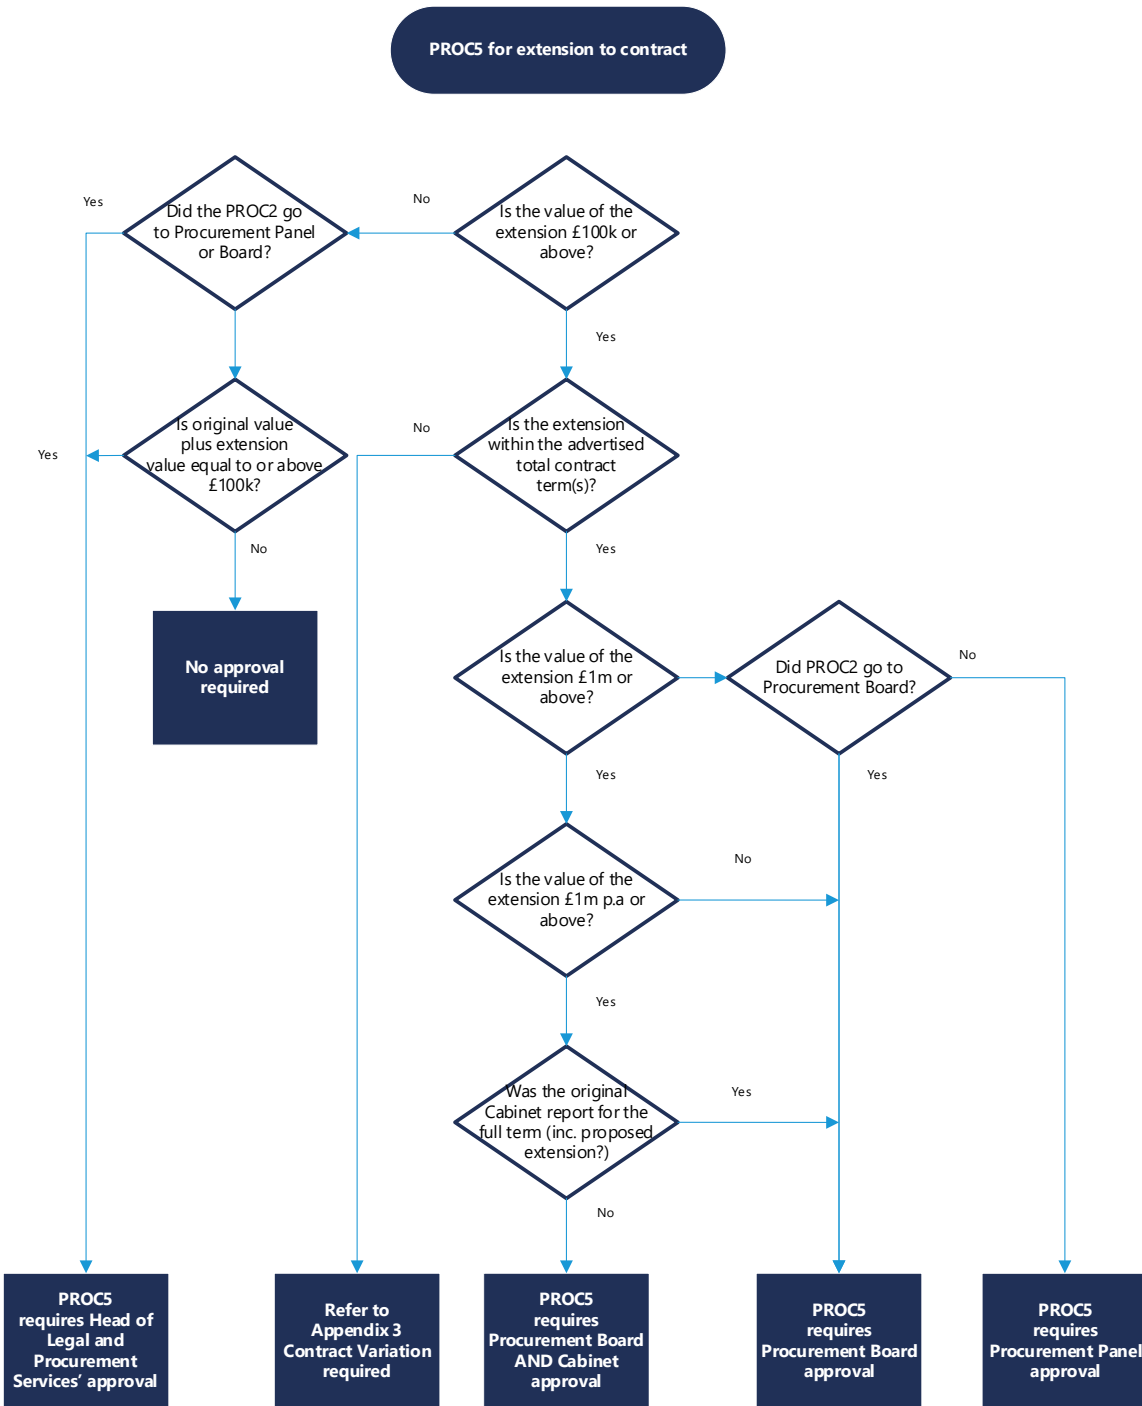 PROC5 for extension to contract
Yes
Did the PROC2 go
to Procurement Panel
or Board?
No
Is the value of the
extension £100k or
above?
Yes
Yes
Is original value
plus extension
value equal to or above
£100k?
No
Is the extension
within the advertised
total contract
term(s)?
No
Yes
No approval
required
Is the value of the
extension £1m or
above?
Did PROC2 go to
Procurement Board?
No
Yes
Yes
Is the value of the
extension £1m p.a or
above?
No
Yes
Was the original
Cabinet report for the
full term (inc. proposed
extension?)
Yes
No
PROC5
requires Head of
Legal and
Procurement
Services’ approval
Refer to
Appendix 3
Contract Variation
required
PROC5
requires
Procurement Board
AND Cabinet
approval
PROC5
requires
Procurement Board
approval
PROC5
requires
Procurement Panel
approval